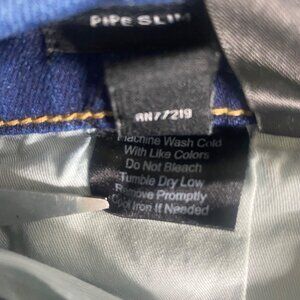 PIPE SLIM
RN77219
Machine Wash Cold
With Like Colors
Do Not Bleach
Tumble Dry Low
Remove Promptly
Cool Iron If Needed